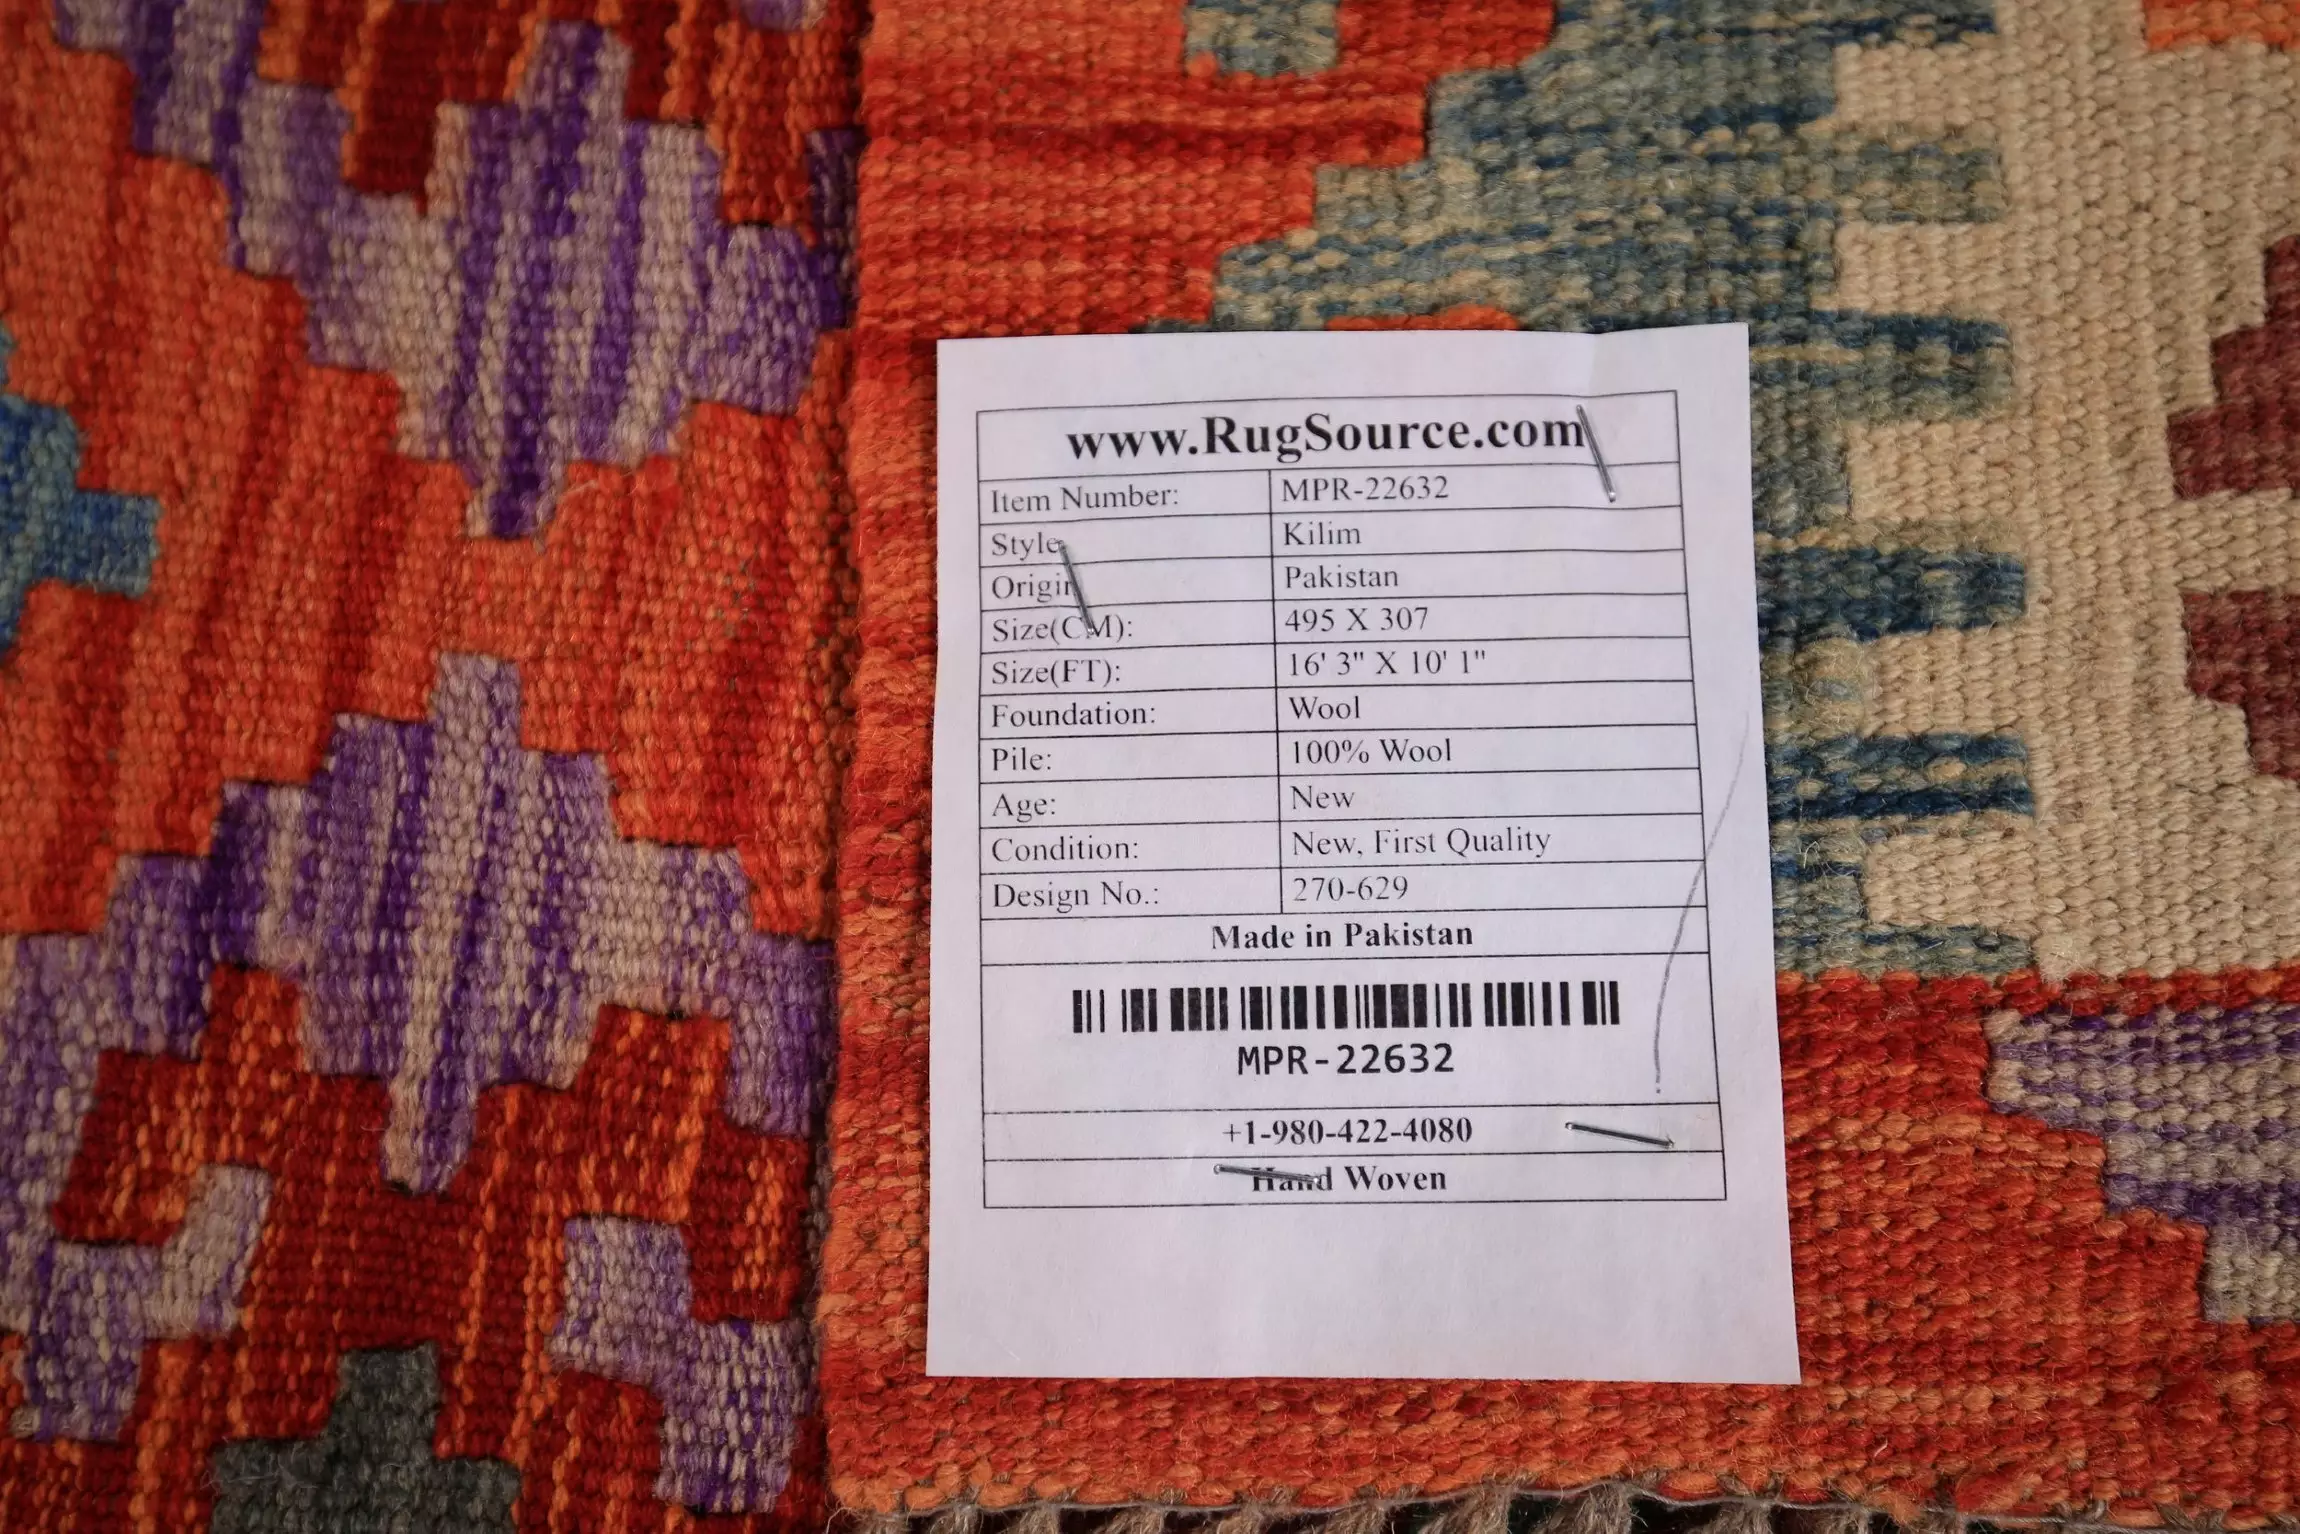 www.RugSource.com
Item Number: MPR-22632
Style: Kilim
Origin Pakistan
Size(CM): 495 X 307
Size(FT): 16' 3" X 10' 1"
Foundation: Wool
Pile: 100% Wool
Age: New
Condition: New, First Quality
Design No.: 270-629
Made in Pakistan
MPR-22632
+1-980-422-4080
Hand Woven